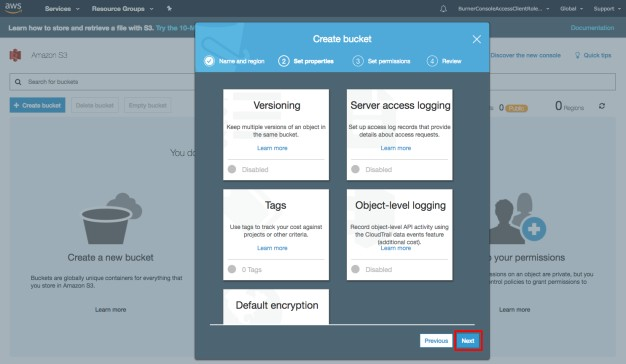 aws
Services
Resource Groups
BurnerConsoleAccessClientRole...
Global
Support
Learn how to store and retrieve a file with S3. Try the 10-M
Documentation
Create bucket
Amazon S3
Name and region
2 Set properties
3 Set permissions
4 Review
Discover the new console
Quick tips
Search for buckets
+ Create bucket
Delete bucket
Empty bucket
0 Public
0 Regions
Versioning
Keep multiple versions of an object in
the same bucket.
Learn more
Disabled
Server access logging
Set up access log records that provide
details about access requests.
Learn more
Disabled
You do
Tags
Use tags to track your cost against
projects or other criteria.
Learn more
0 Tags
Object-level logging
Record object-level API activity using
the CloudTrail data events feature
(additional cost).
Learn more
Disabled
Default encryption
Create a new bucket
Buckets are globally unique containers for everything that
you store in Amazon S3.
Learn more
your permissions
on an object are private, but you
control policies to grant permissions to
Learn more
Previous
Next